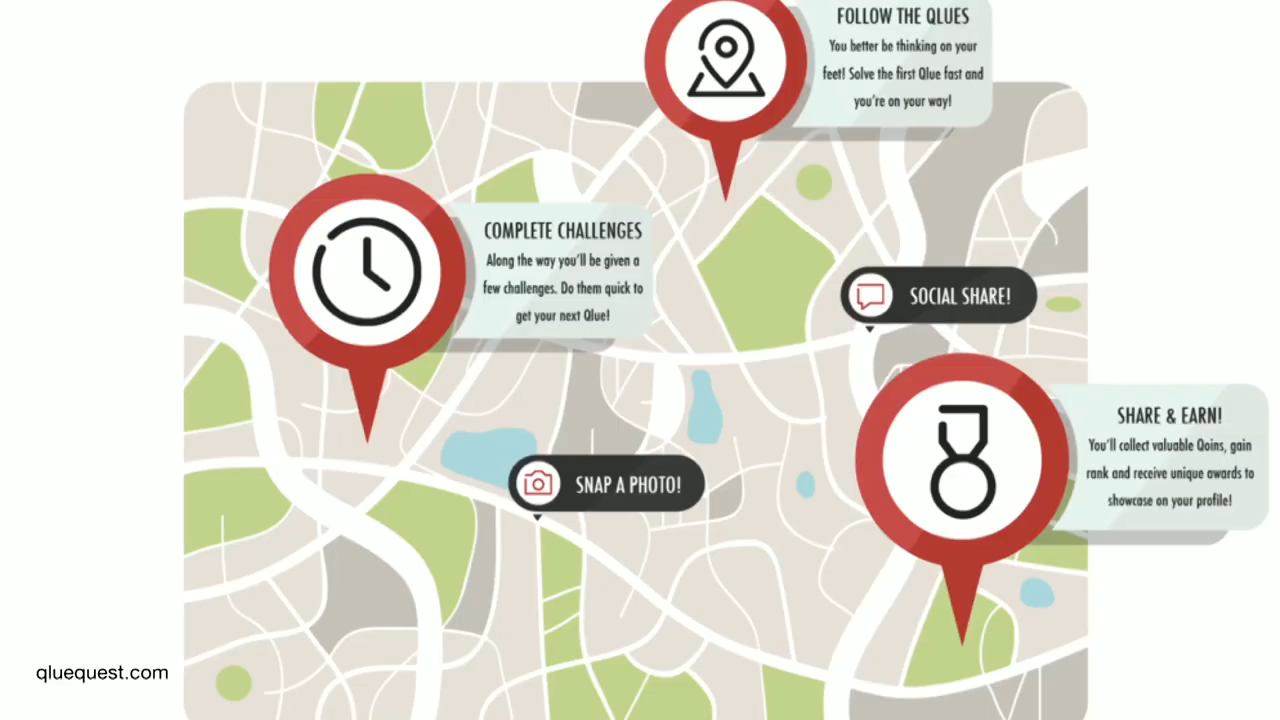 FOLLOW THE QLUES
You better be thinking on your
feet! Solve the first Qlue fast and
you're on your way!
COMPLETE CHALLENGES
Along the way you'll be given a
few challenges. Do them quick to
get your next Qlue!
SOCIAL SHARE!
SHARE & EARN!
You'll collect valuable Qoins, gain
rank and receive unique awards to
showcase on your profile!
SNAP A PHOTO!
qluequest.com